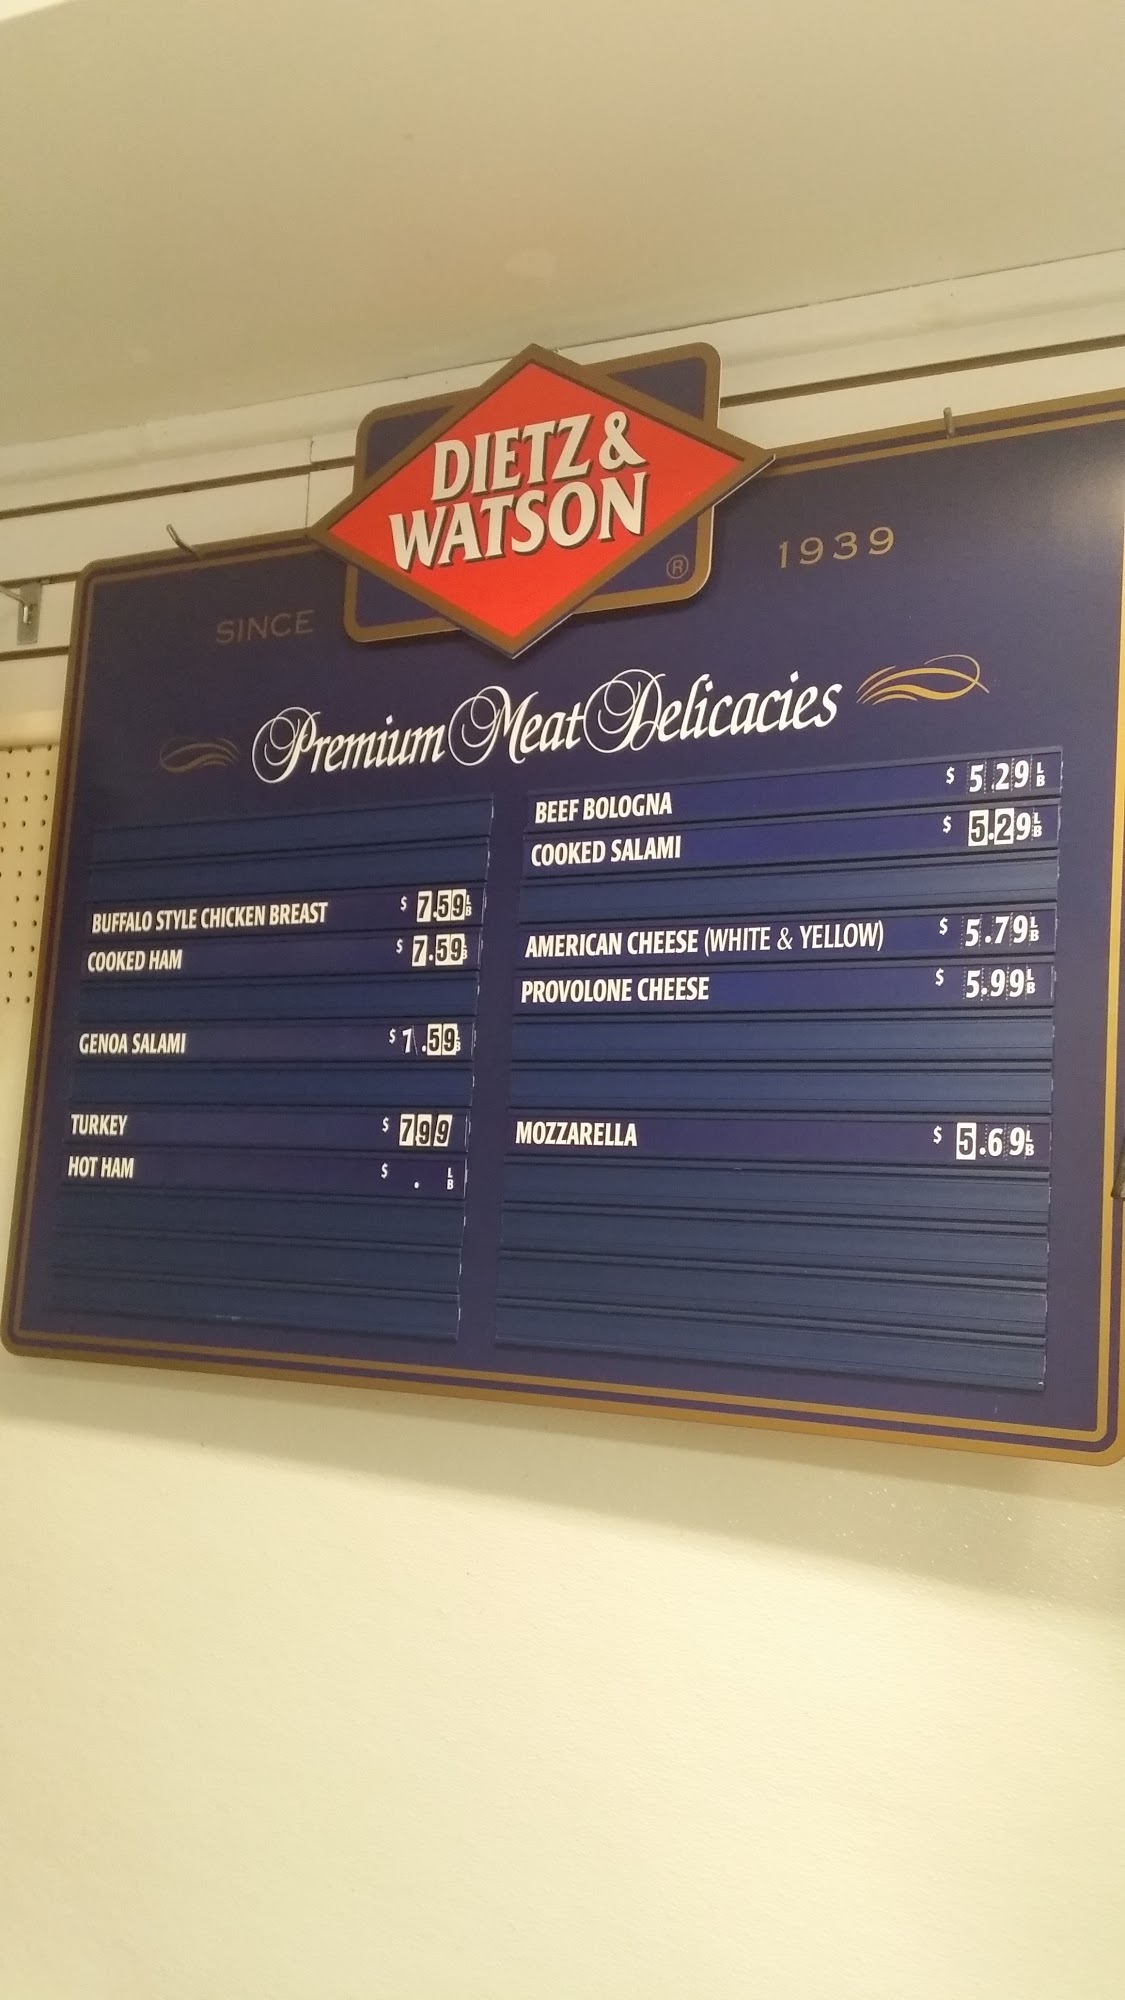 DIETZ &
WATSON
®
SINCE 1939
Premium Meat Delicacies
BUFFALO STYLE CHICKEN BREAST $ 7.59 LB
COOKED HAM $ 7.59 LB
GENOA SALAMI $ 7.59 LB
TURKEY $ 799
HOT HAM $ . LB
BEEF BOLOGNA $ 5.29 LB
COOKED SALAMI $ 5.29 LB
AMERICAN CHEESE (WHITE & YELLOW) $ 5.79 LB
PROVOLONE CHEESE $ 5.99 LB
MOZZARELLA $ 5.69 LB